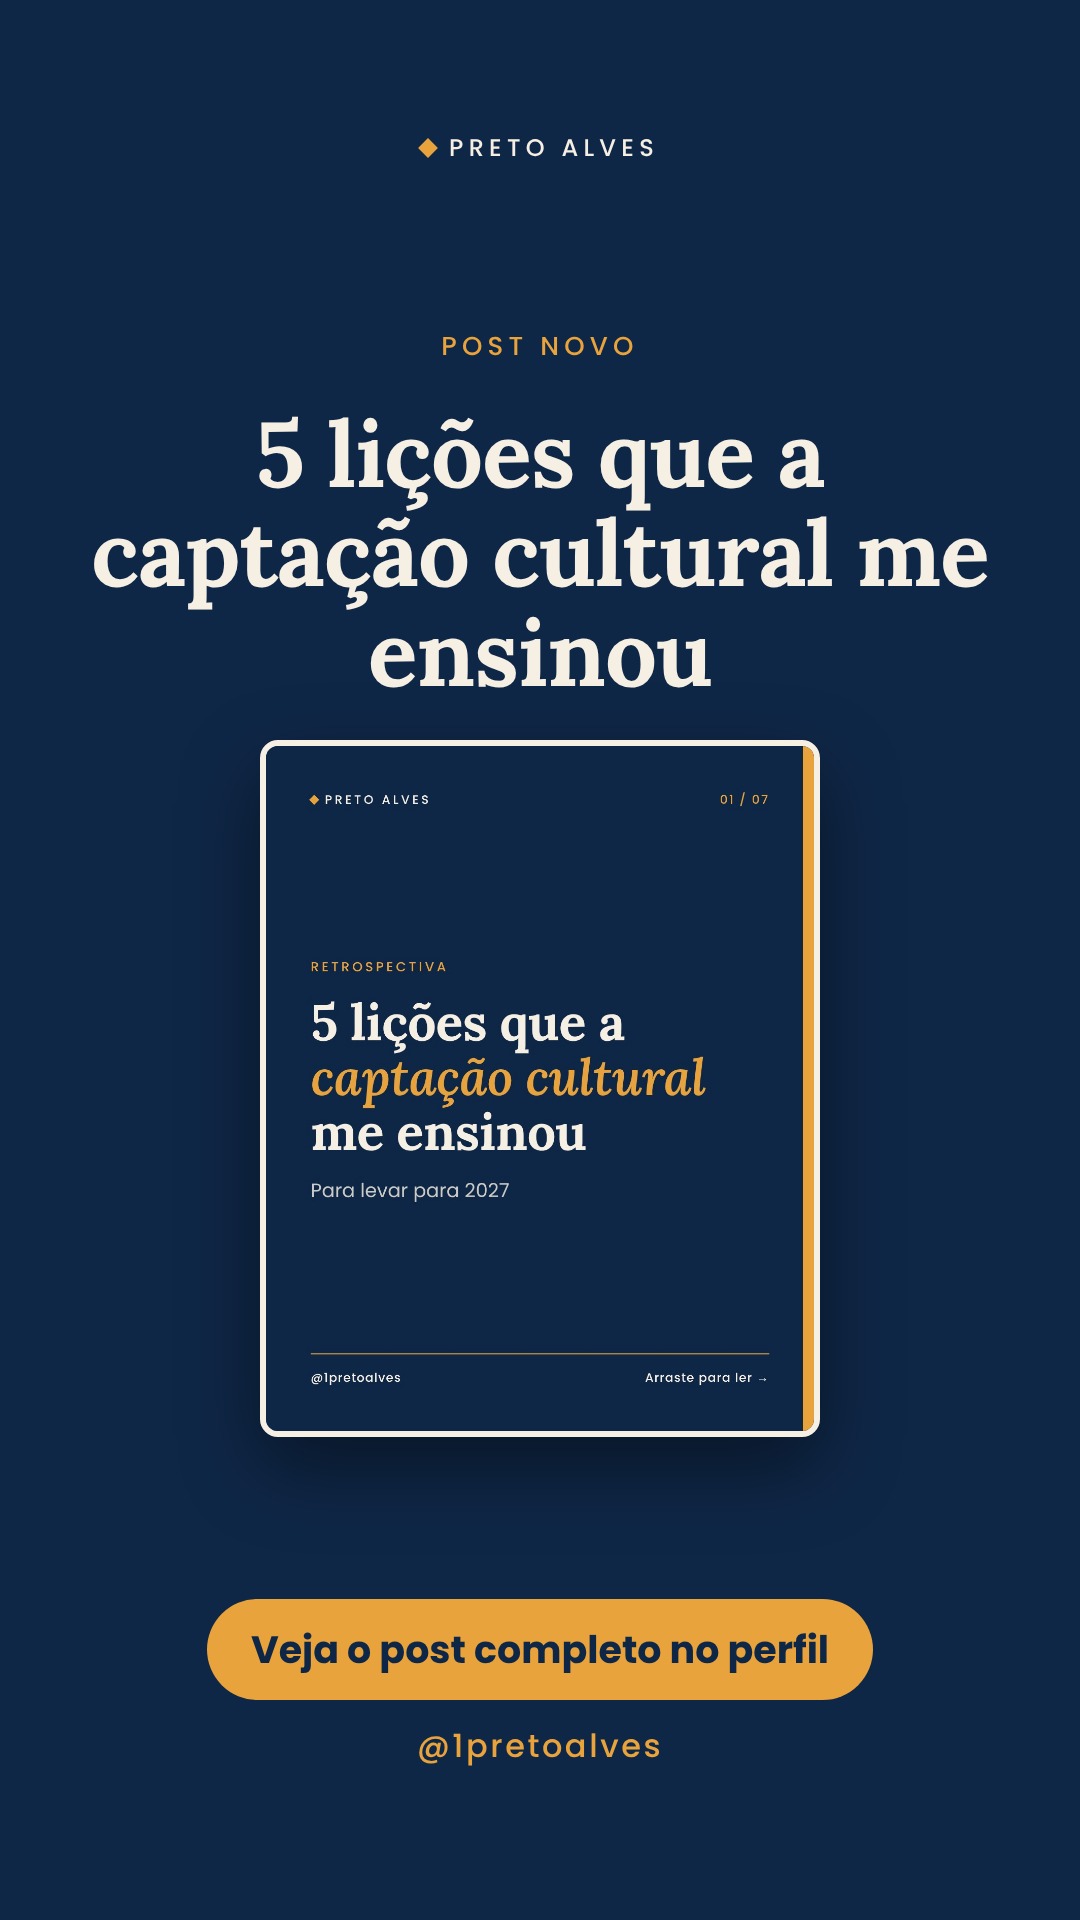 PRETO ALVES
POST NOVO
5 lições que a
captação cultural me
ensinou
PRETO ALVES
01 / 07
RETROSPECTIVA
5 lições que a
captação cultural
me ensinou
Para levar para 2027
@1pretoalves
Arraste para ler →
Veja o post completo no perfil
@1pretoalves